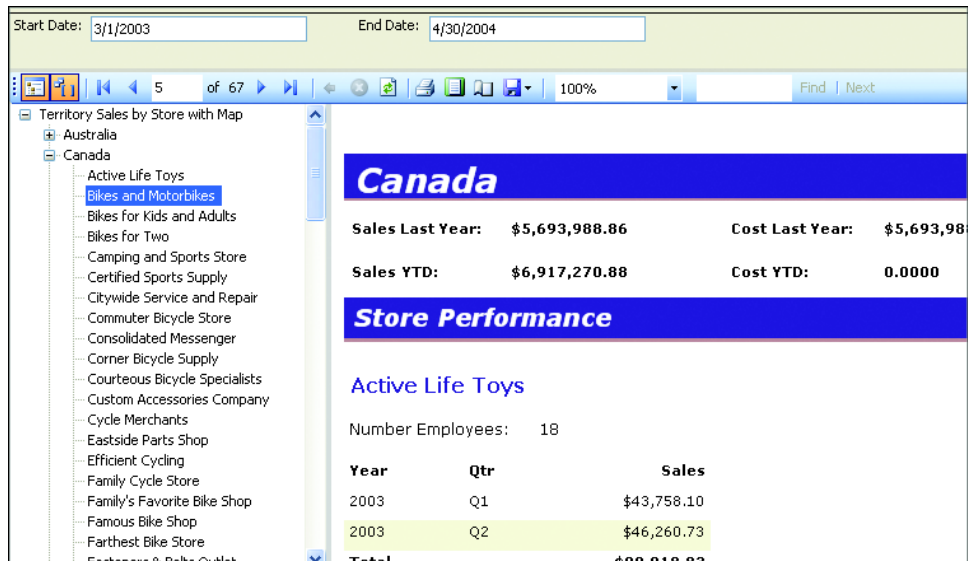 Start Date: 3/1/2003 End Date: 4/30/2004
5 of 67 100% Find | Next
Territory Sales by Store with Map
Australia
Canada
Active Life Toys
Bikes and Motorbikes
Bikes for Kids and Adults
Bikes for Two
Camping and Sports Store
Certified Sports Supply
Citywide Service and Repair
Commuter Bicycle Store
Consolidated Messenger
Corner Bicycle Supply
Courteous Bicycle Specialists
Custom Accessories Company
Cycle Merchants
Eastside Parts Shop
Efficient Cycling
Family Cycle Store
Family's Favorite Bike Shop
Famous Bike Shop
Farthest Bike Store
Canada
Sales Last Year: $5,693,988.86 Cost Last Year: $5,693,98
Sales YTD: $6,917,270.88 Cost YTD: 0.0000
Store Performance
Active Life Toys
Number Employees: 18
Year Qtr Sales
2003 Q1 $43,758.10
2003 Q2 $46,260.73
Total